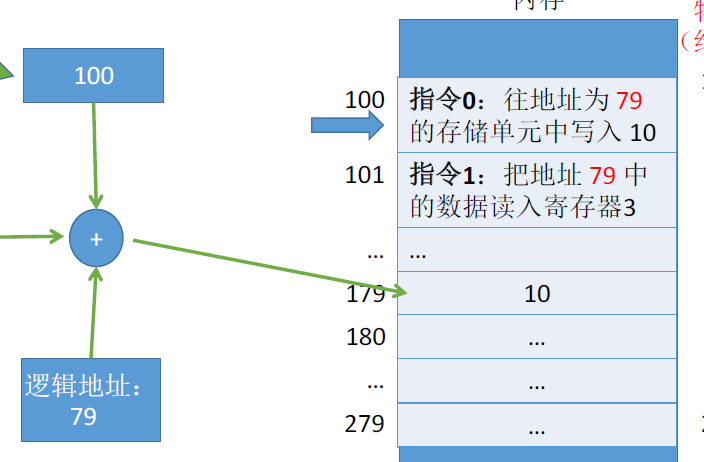 内存
100
100
指令0：往地址为 79
的存储单元中写入 10
101
指令1：把地址 79 中
的数据读入寄存器3
+
...
...
179
10
180
...
逻辑地址：
79
...
...
279
...